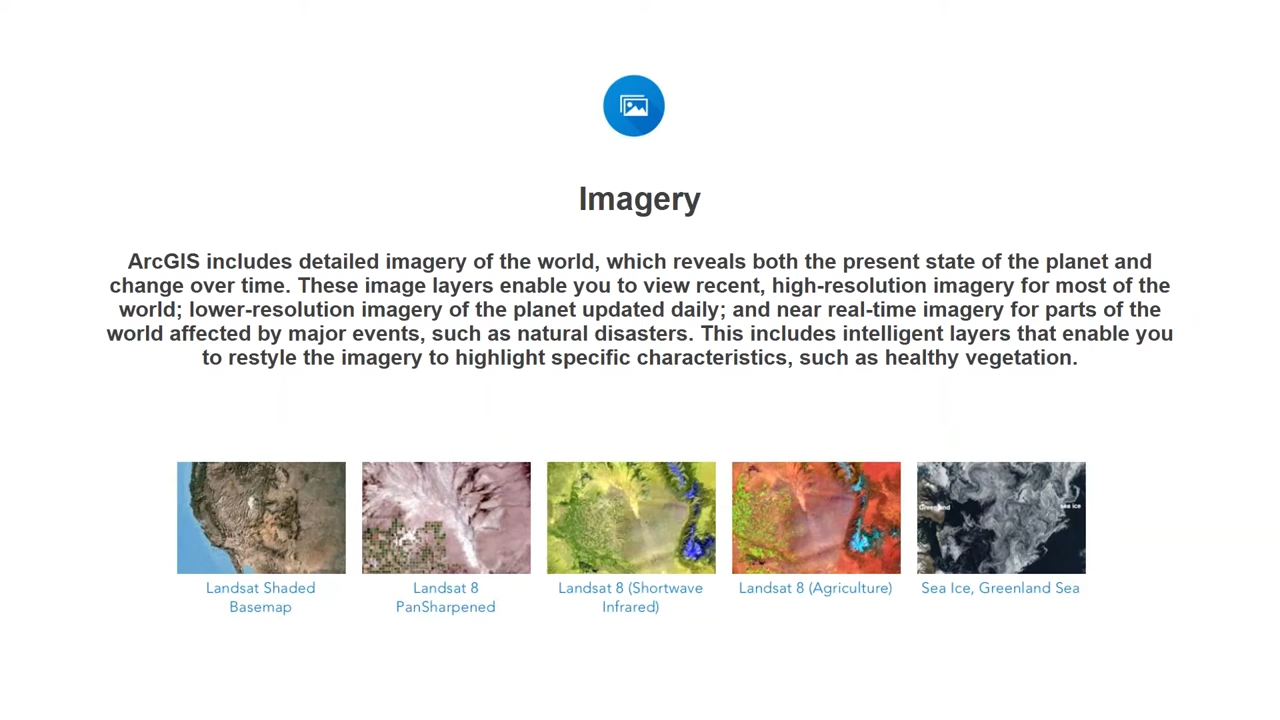 Imagery
ArcGIS includes detailed imagery of the world, which reveals both the present state of the planet and
change over time. These image layers enable you to view recent, high-resolution imagery for most of the
world; lower-resolution imagery of the planet updated daily; and near real-time imagery for parts of the
world affected by major events, such as natural disasters. This includes intelligent layers that enable you
to restyle the imagery to highlight specific characteristics, such as healthy vegetation.
Greenland
Sea Ice
Landsat Shaded
Basemap
Landsat 8
PanSharpened
Landsat 8 (Shortwave
Infrared)
Landsat 8 (Agriculture)
Sea Ice, Greenland Sea